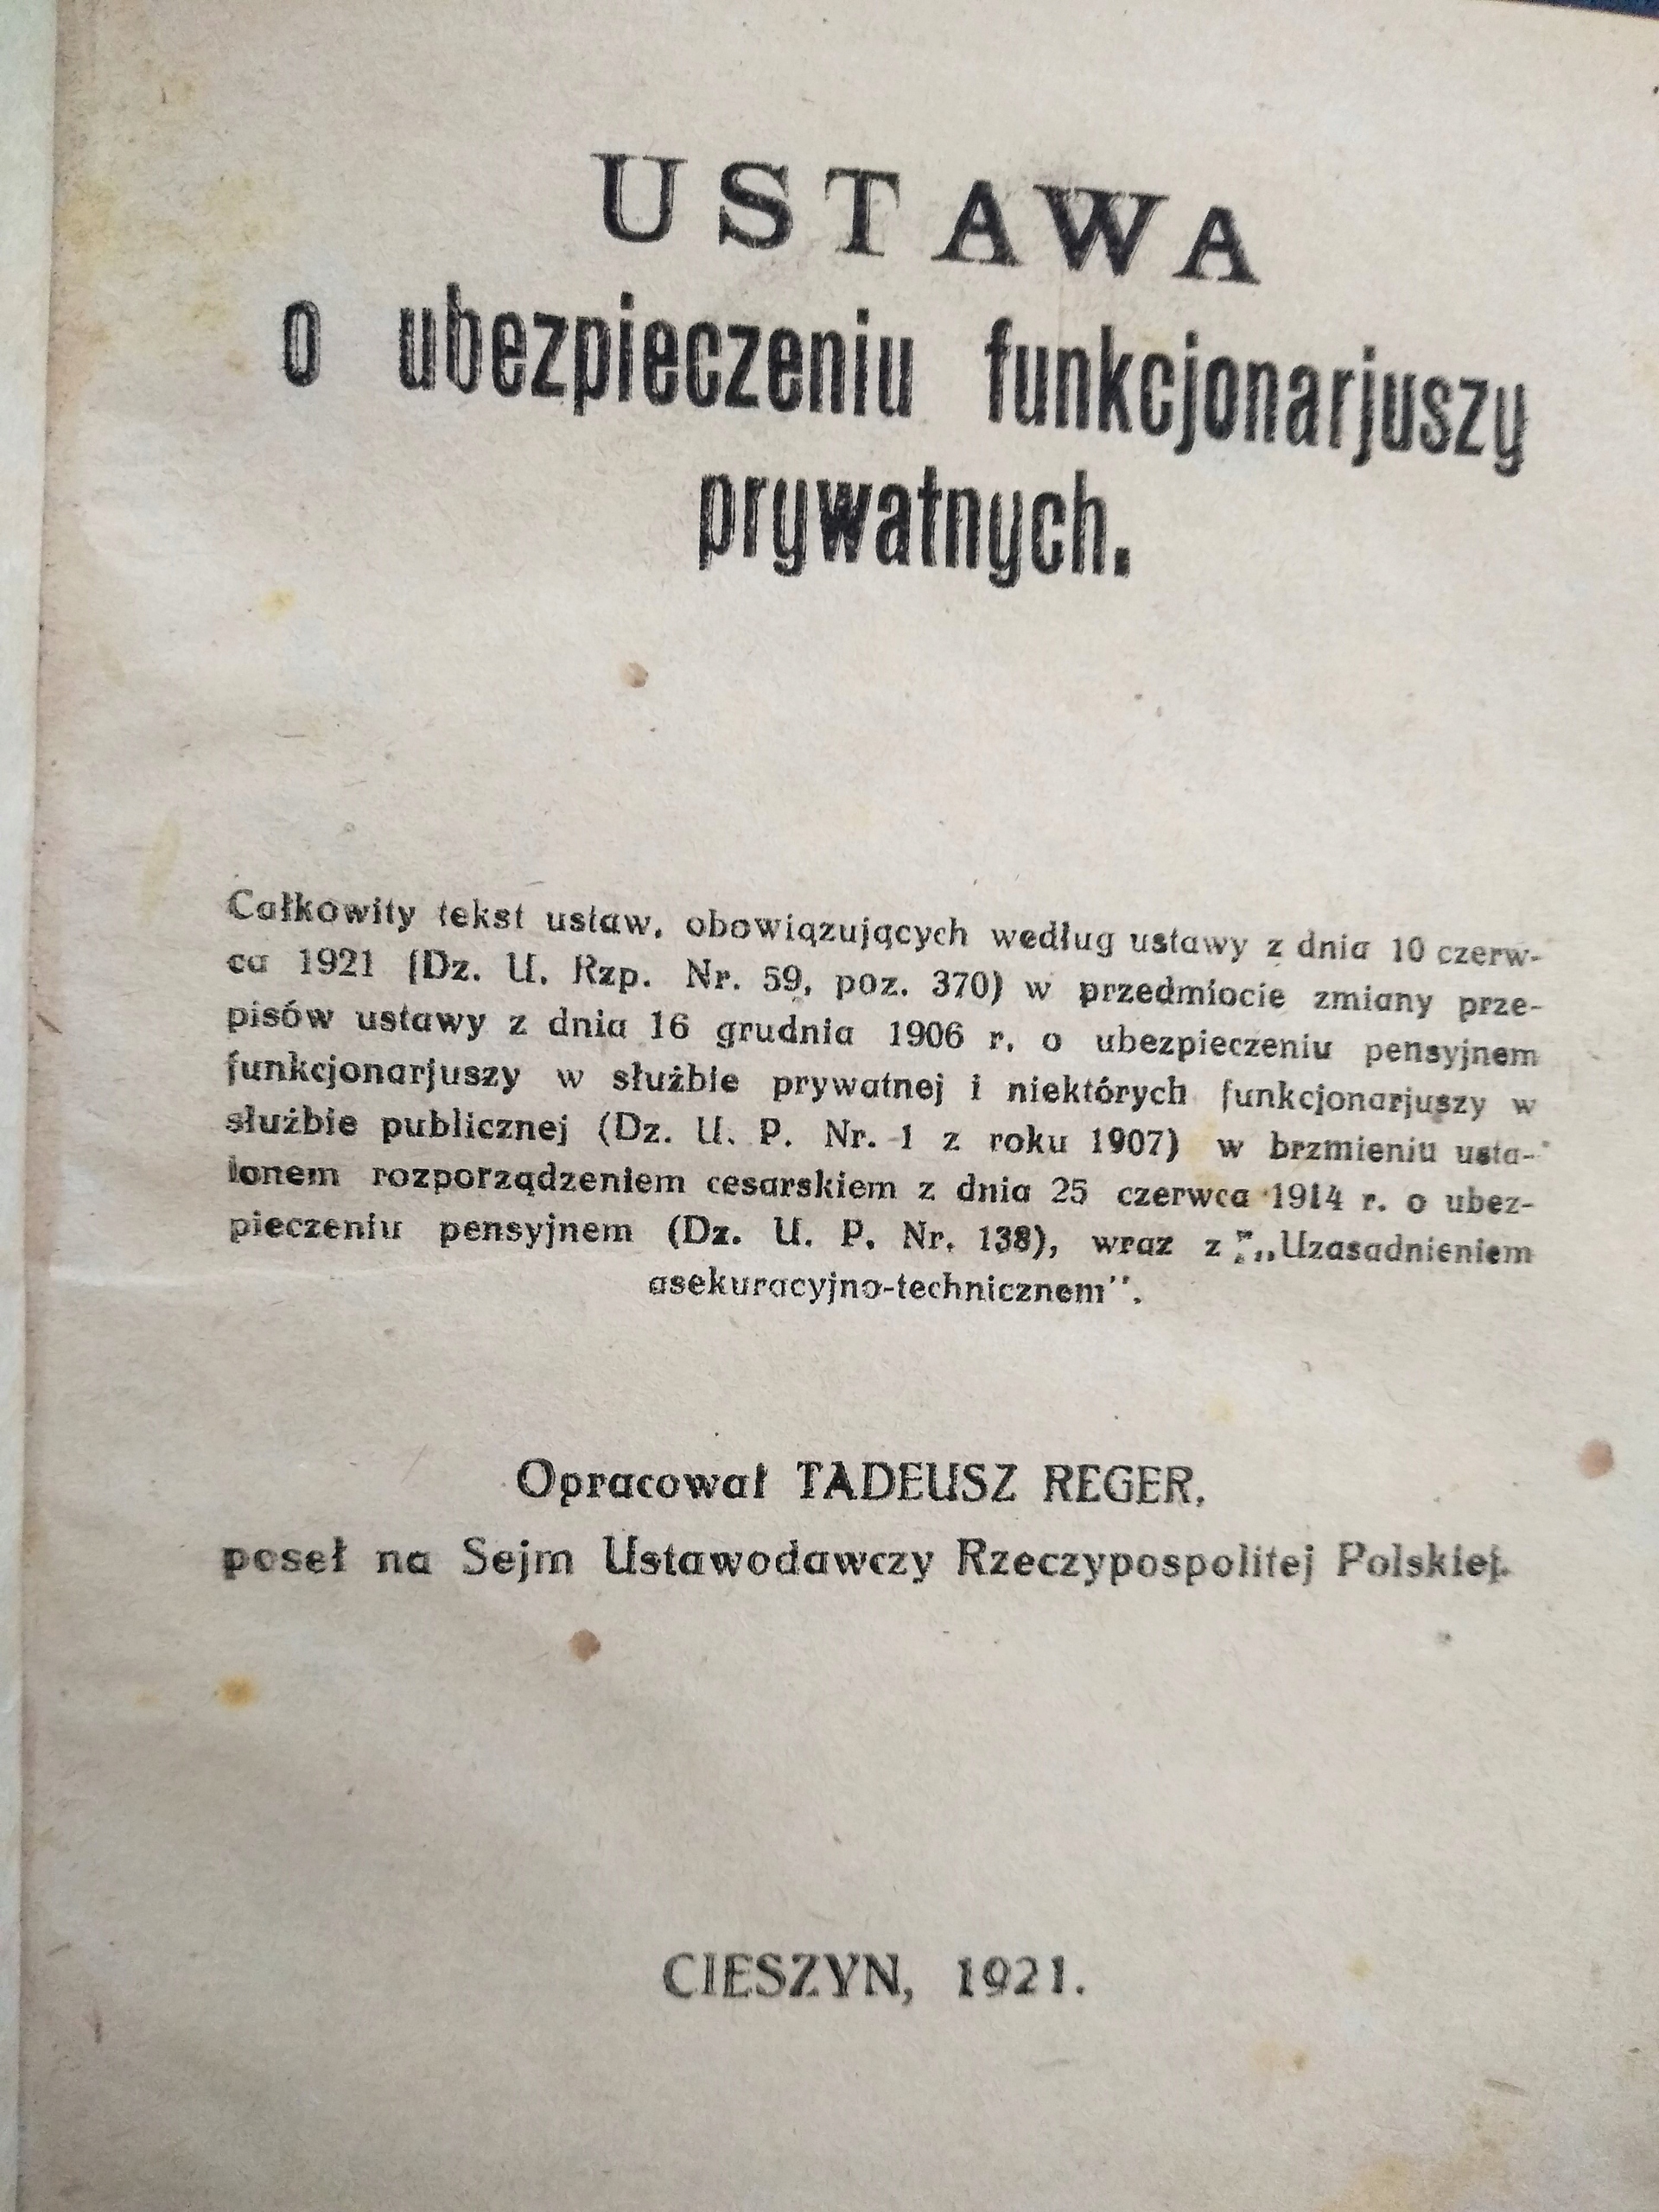 USTAWA
o ubezpieczeniu funkcjonarjuszy
prywatnych.
Całkowity tekst ustaw, obowiązujących według ustawy z dnia 10 czerw-
ca 1921 (Dz. U. Rzp. Nr. 59, poz. 370) w przedmiocie zmiany prze-
pisów ustawy z dnia 16 grudnia 1906 r. o ubezpieczeniu pensyjnem
funkcjonarjuszy w służbie prywatnej i niektórych funkcjonarjuszy w
służbie publicznej (Dz. U. P. Nr. 1 z roku 1907) w brzmieniu usta-
lonem rozporządzeniem cesarskiem z dnia 25 czerwca 1914 r. o ubez-
pieczeniu pensyjnem (Dz. U. P. Nr. 138), wraz z „Uzasadnieniem
asekuracyjno-technicznem".
Opracował TADEUSZ REGER,
poseł na Sejm Ustawodawczy Rzeczypospolitej Polskiej.
CIESZYN, 1921.